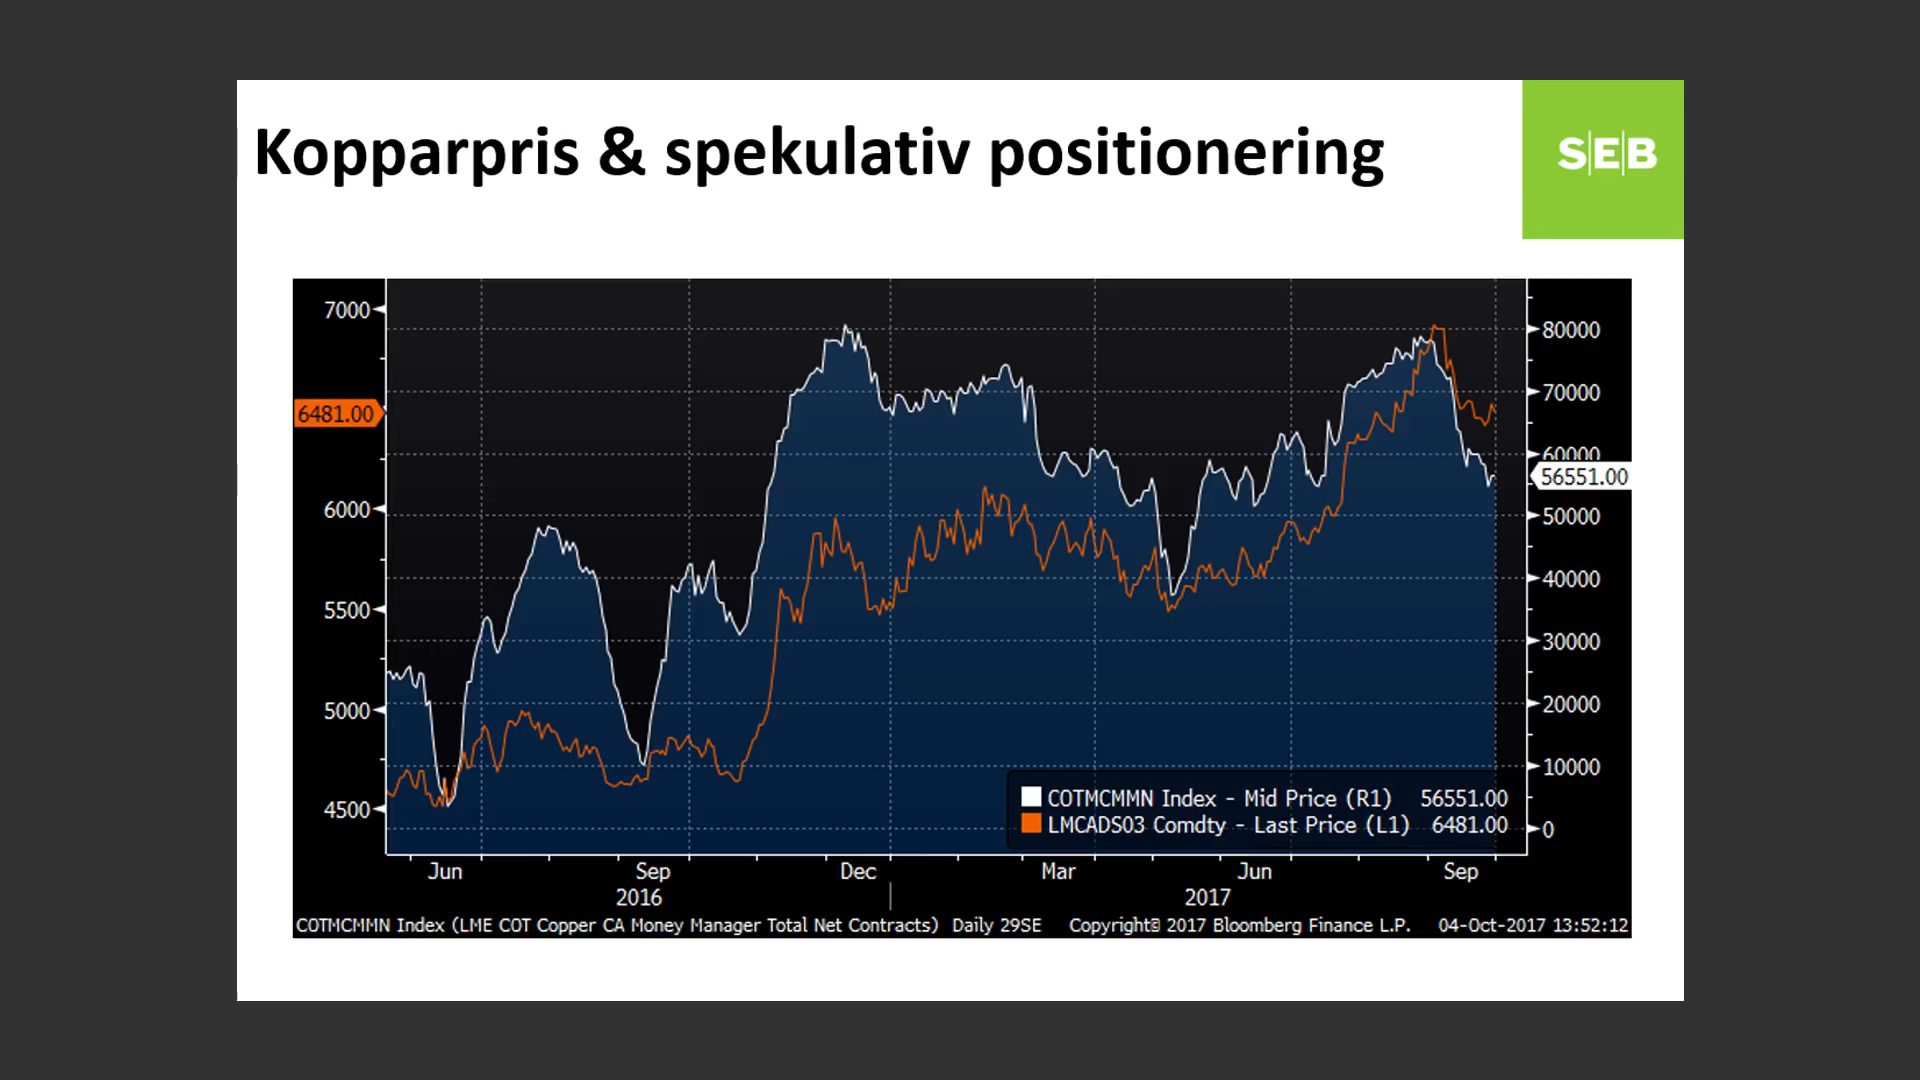 Kopparpris & spekulativ positionering
S|E|B
7000
6481.00
6000
5500
5000
4500
80000
70000
60000
56551.00
50000
40000
30000
20000
10000
0
COTMCMMN Index - Mid Price (R1) 56551.00
LMCADS03 Comdty - Last Price (L1) 6481.00
Jun Sep Dec Mar Jun Sep
2016 2017
COTMCMMN Index (LME COT Copper CA Money Manager Total Net Contracts) Daily 29SE Copyright© 2017 Bloomberg Finance L.P. 04-Oct-2017 13:52:12